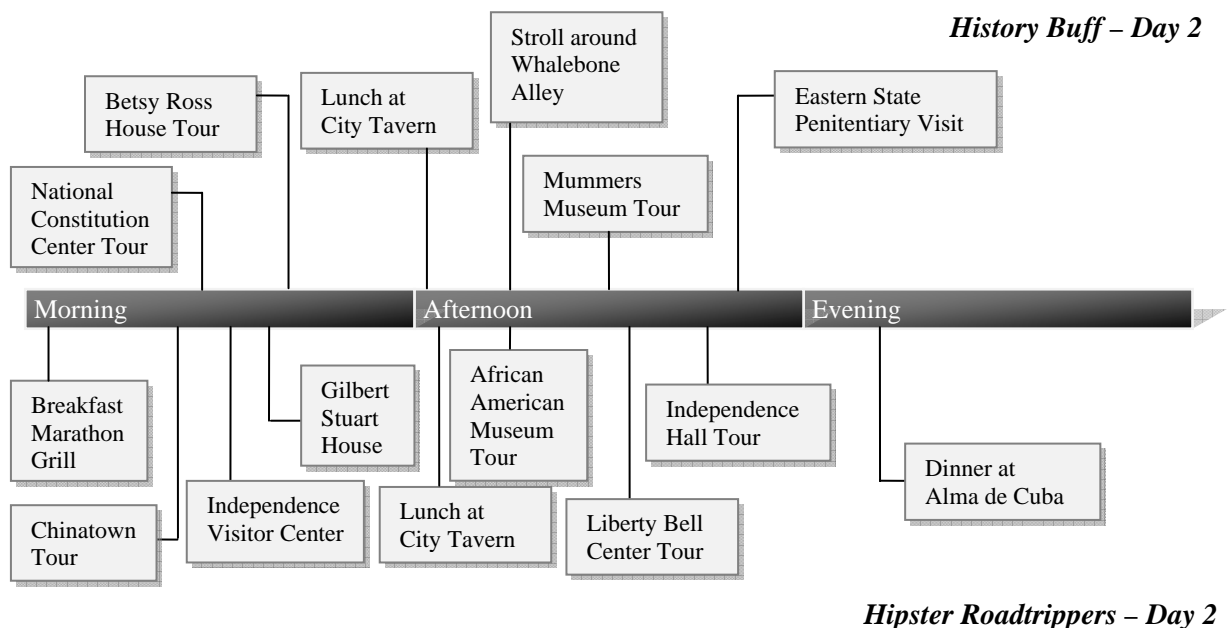 History Buff – Day 2
Stroll around
Whalebone
Alley
Betsy Ross
House Tour
Lunch at
City Tavern
Eastern State
Penitentiary Visit
National
Constitution
Center Tour
Mummers
Museum Tour
Morning
Afternoon
Evening
Breakfast
Marathon
Grill
Gilbert
Stuart
House
African
American
Museum
Tour
Independence
Hall Tour
Dinner at
Alma de Cuba
Chinatown
Tour
Independence
Visitor Center
Lunch at
City Tavern
Liberty Bell
Center Tour
Hipster Roadtrippers – Day 2